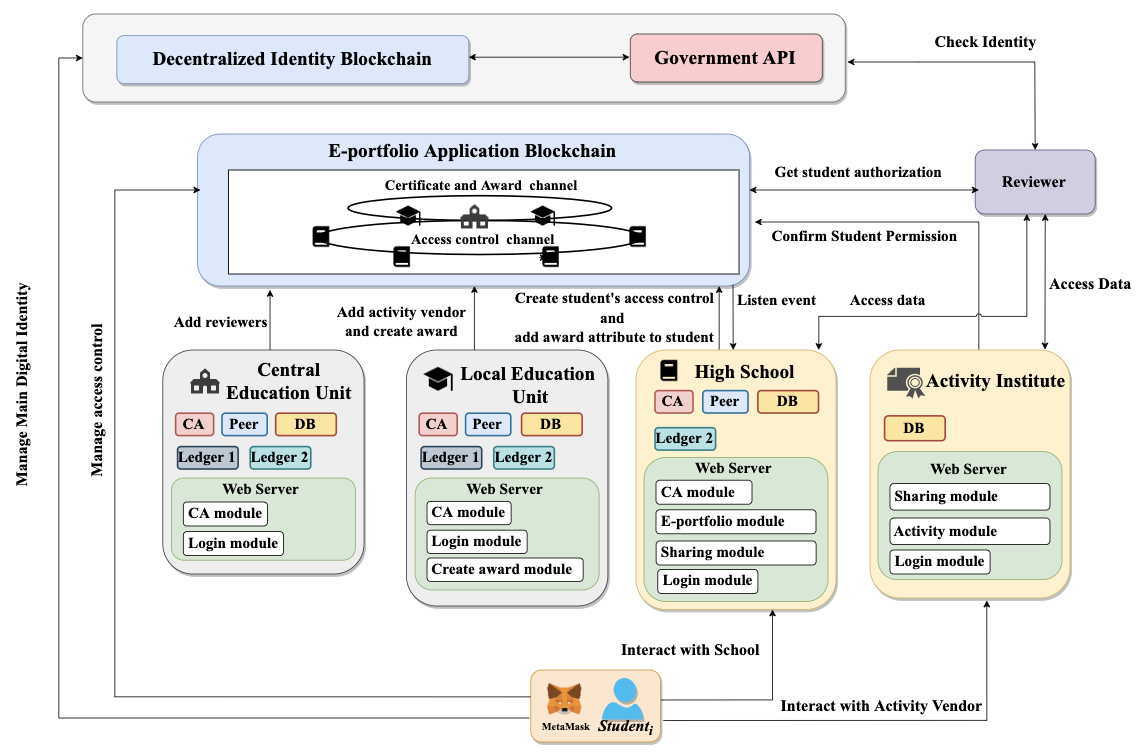 Decentralized Identity Blockchain
Government API
Check Identity
E-portfolio Application Blockchain
Certificate and Award channel
Access control channel
Reviewer
Get student authorization
Confirm Student Permission
Manage Main Digital Identity
Manage access control
Add reviewers
Add activity vendor
and create award
Create student's access control
and
add award attribute to student
Listen event
Access data
Access Data
Central
Education Unit
CA
Peer
DB
Ledger 1
Ledger 2
Web Server
CA module
Login module
Local Education
Unit
CA
Peer
DB
Ledger 1
Ledger 2
Web Server
CA module
Login module
Create award module
High School
CA
Peer
DB
Ledger 2
Web Server
CA module
E-portfolio module
Sharing module
Login module
Activity Institute
DB
Web Server
Sharing module
Activity module
Login module
Interact with School
Interact with Activity Vendor
MetaMask
Student i